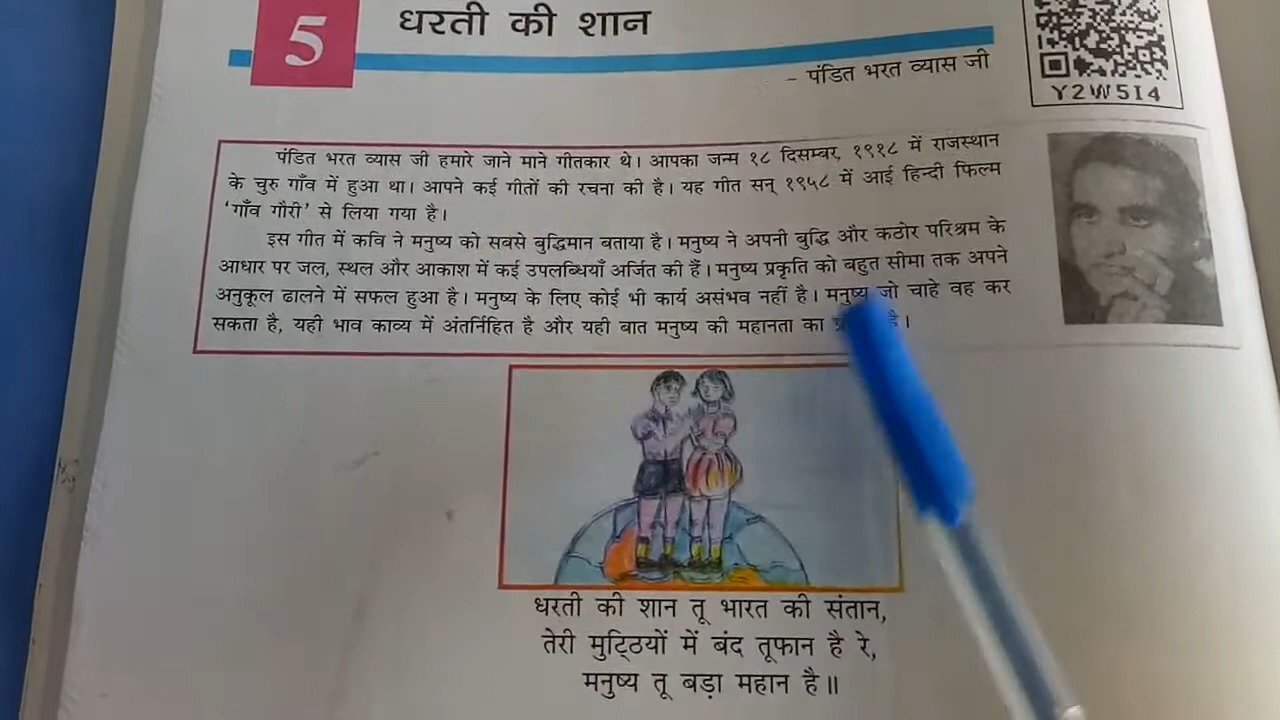 5
धरती की शान
- पंडित भरत व्यास जी
Y2W5I4
पंडित भरत व्यास जी हमारे जाने माने गीतकार थे। आपका जन्म १८ दिसम्बर, १९१८ में राजस्थान
के चुरु गाँव में हुआ था। आपने कई गीतों की रचना की है। यह गीत सन् १९५८ में आई हिन्दी फिल्म
'गाँव गौरी' से लिया गया है।
इस गीत में कवि ने मनुष्य को सबसे बुद्धिमान बताया है। मनुष्य ने अपनी बुद्धि और कठोर परिश्रम के
आधार पर जल, स्थल और आकाश में कई उपलब्धियाँ अर्जित की हैं। मनुष्य प्रकृति को बहुत सीमा तक अपने
अनुकूल ढालने में सफल हुआ है। मनुष्य के लिए कोई भी कार्य असंभव नहीं है। मनुष्य जो चाहे वह कर
सकता है, यही भाव काव्य में अंतर्निहित है और यही बात मनुष्य की महानता का है।
धरती की शान तू भारत की संतान,
तेरी मुट्ठियों में बंद तूफान है रे,
मनुष्य तू बड़ा महान है॥